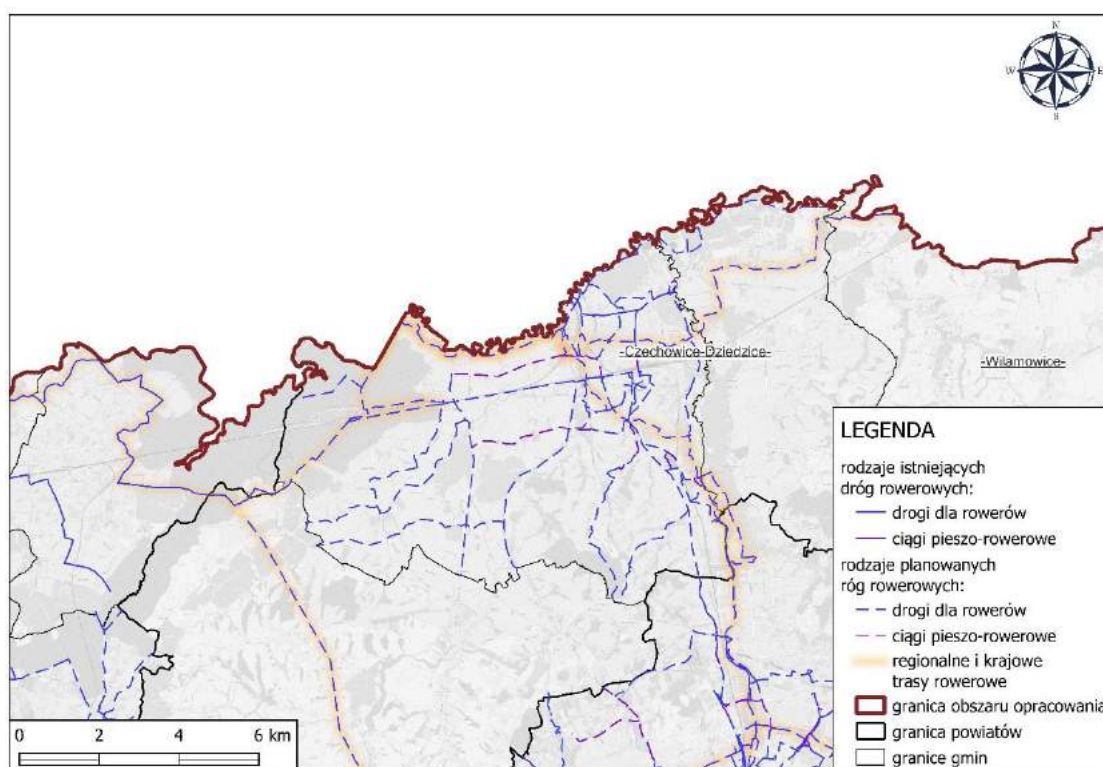 N
W E
S
-Czechowice-Dziedzice-
-Wilamowice-
LEGENDA
rodzaje istniejących
dróg rowerowych:
drogi dla rowerów
ciągi pieszo-rowerowe
rodzaje planowanych
róg rowerowych:
drogi dla rowerów
ciągi pieszo-rowerowe
regionalne i krajowe
trasy rowerowe
granica obszaru opracowania
granica powiatów
granice gmin
0 2 4 6 km